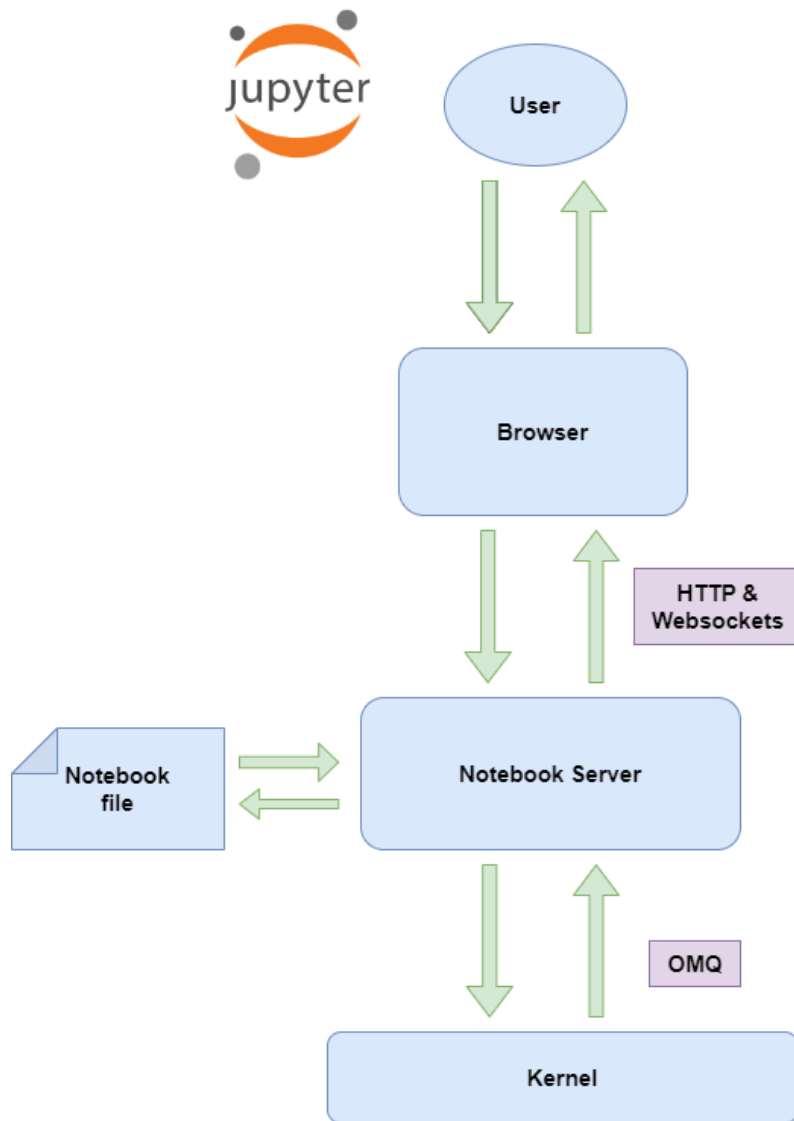 jupyter
User
Browser
HTTP &
Websockets
Notebook
file
Notebook Server
OMQ
Kernel